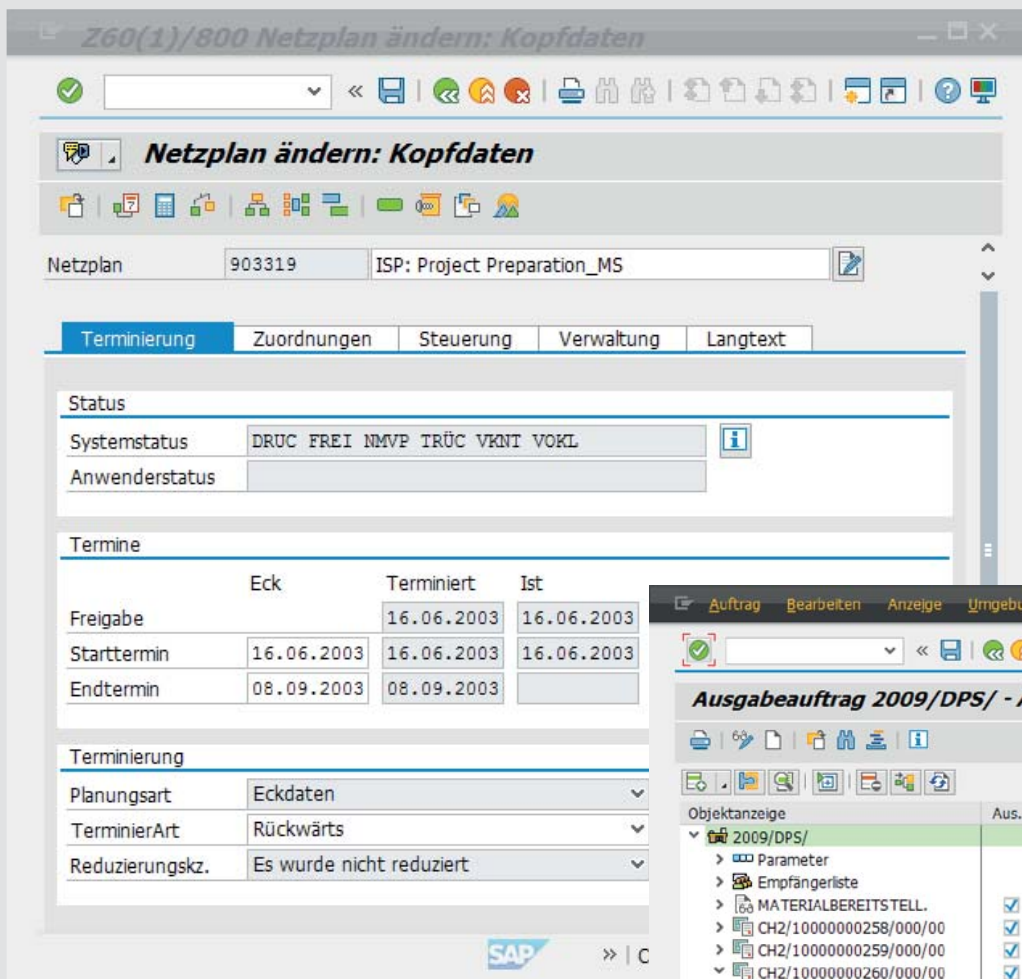 Z60(1)/800 Netzplan ändern: Kopfdaten
Netzplan ändern: Kopfdaten
Netzplan 903319 ISP: Project Preparation_MS
Terminierung Zuordnungen Steuerung Verwaltung Langtext
Status
Systemstatus DRUC FREI NMVP TRÜC VKNT VOKL
Anwenderstatus
Termine
Eck Terminiert Ist
Freigabe 16.06.2003 16.06.2003
Starttermin 16.06.2003 16.06.2003 16.06.2003
Endtermin 08.09.2003 08.09.2003
Terminierung
Planungsart Eckdaten
TerminierArt Rückwärts
Reduzierungskz. Es wurde nicht reduziert
SAP
Auftrag Bearbeiten Anzeige Umgebu
Ausgabeauftrag 2009/DPS/ -
Objektanzeige Aus.
2009/DPS/
Parameter
Empfängerliste
MATERIALBEREITSTELL.
CH2/10000000258/000/00
CH2/10000000259/000/00
CH2/10000000260/000/00